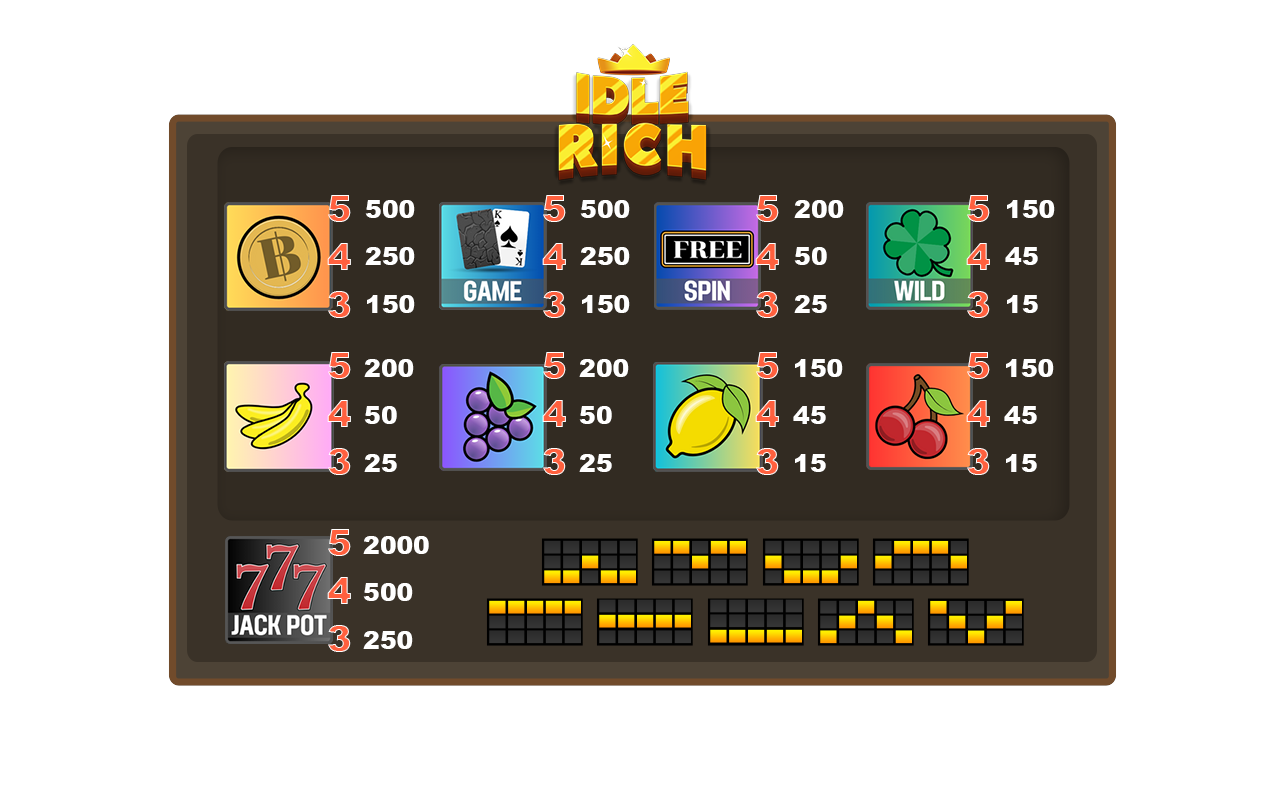 IDLE
RICH
5 500 5 500 5 200 5 150
B K
K
4 250 4 250 FREE 4 50 4 45
GAME SPIN WILD
3 150 3 150 3 25 3 15
5 200 5 200 5 150 5 150
4 50 4 50 4 45 4 45
3 25 3 25 3 15 3 15
5 2000
777
4 500
JACK POT
3 250